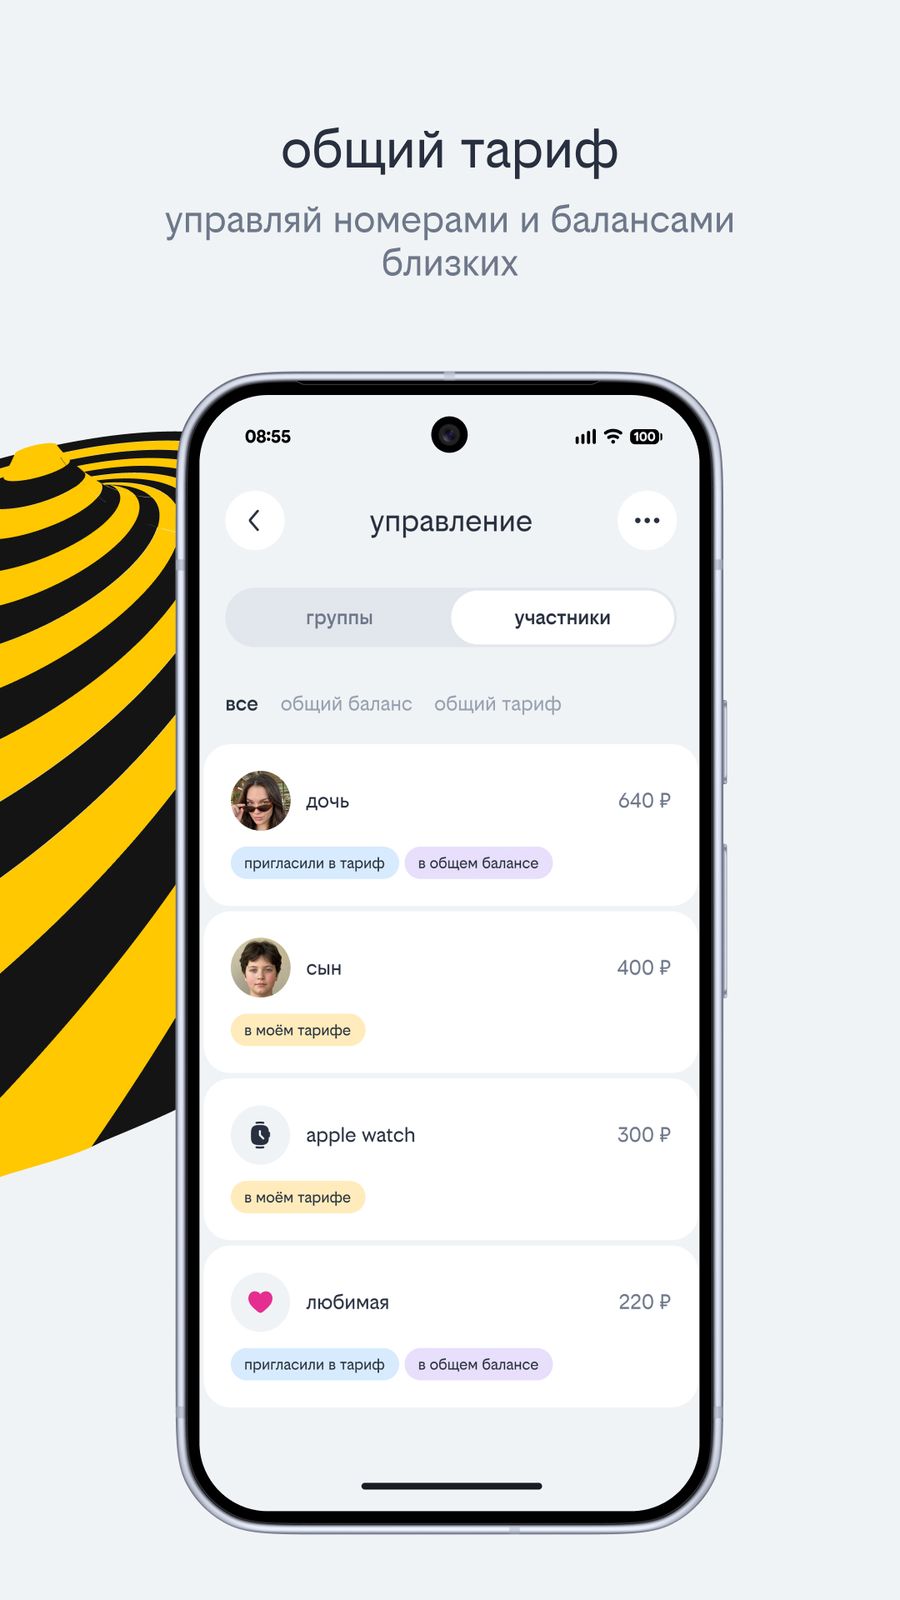 общий тариф
управляй номерами и балансами
близких
08:55
100
управление
группы
участники
все общий баланс общий тариф
дочь
640 ₽
пригласили в тариф
в общем балансе
сын
400 ₽
в моём тарифе
apple watch
300 ₽
в моём тарифе
любимая
220 ₽
пригласили в тариф
в общем балансе